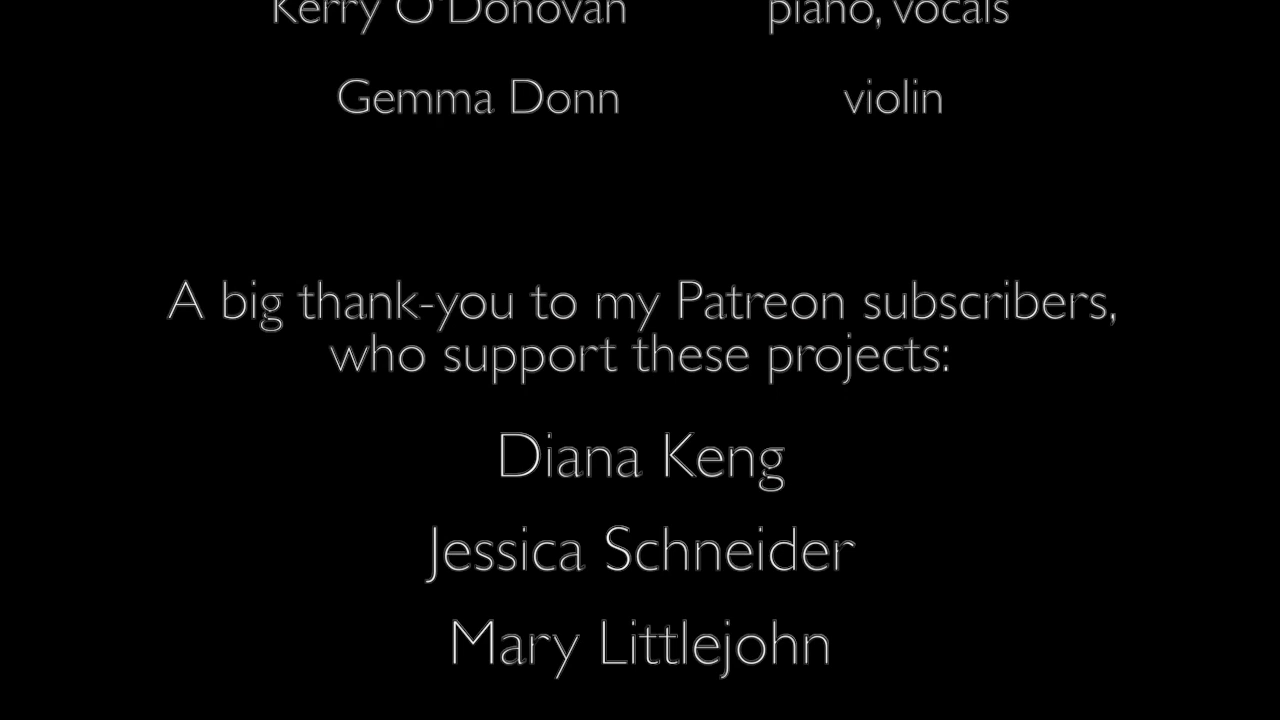 Kerry O'Donovan piano, vocals
Gemma Donn violin
A big thank-you to my Patreon subscribers,
who support these projects:
Diana Keng
Jessica Schneider
Mary Littlejohn